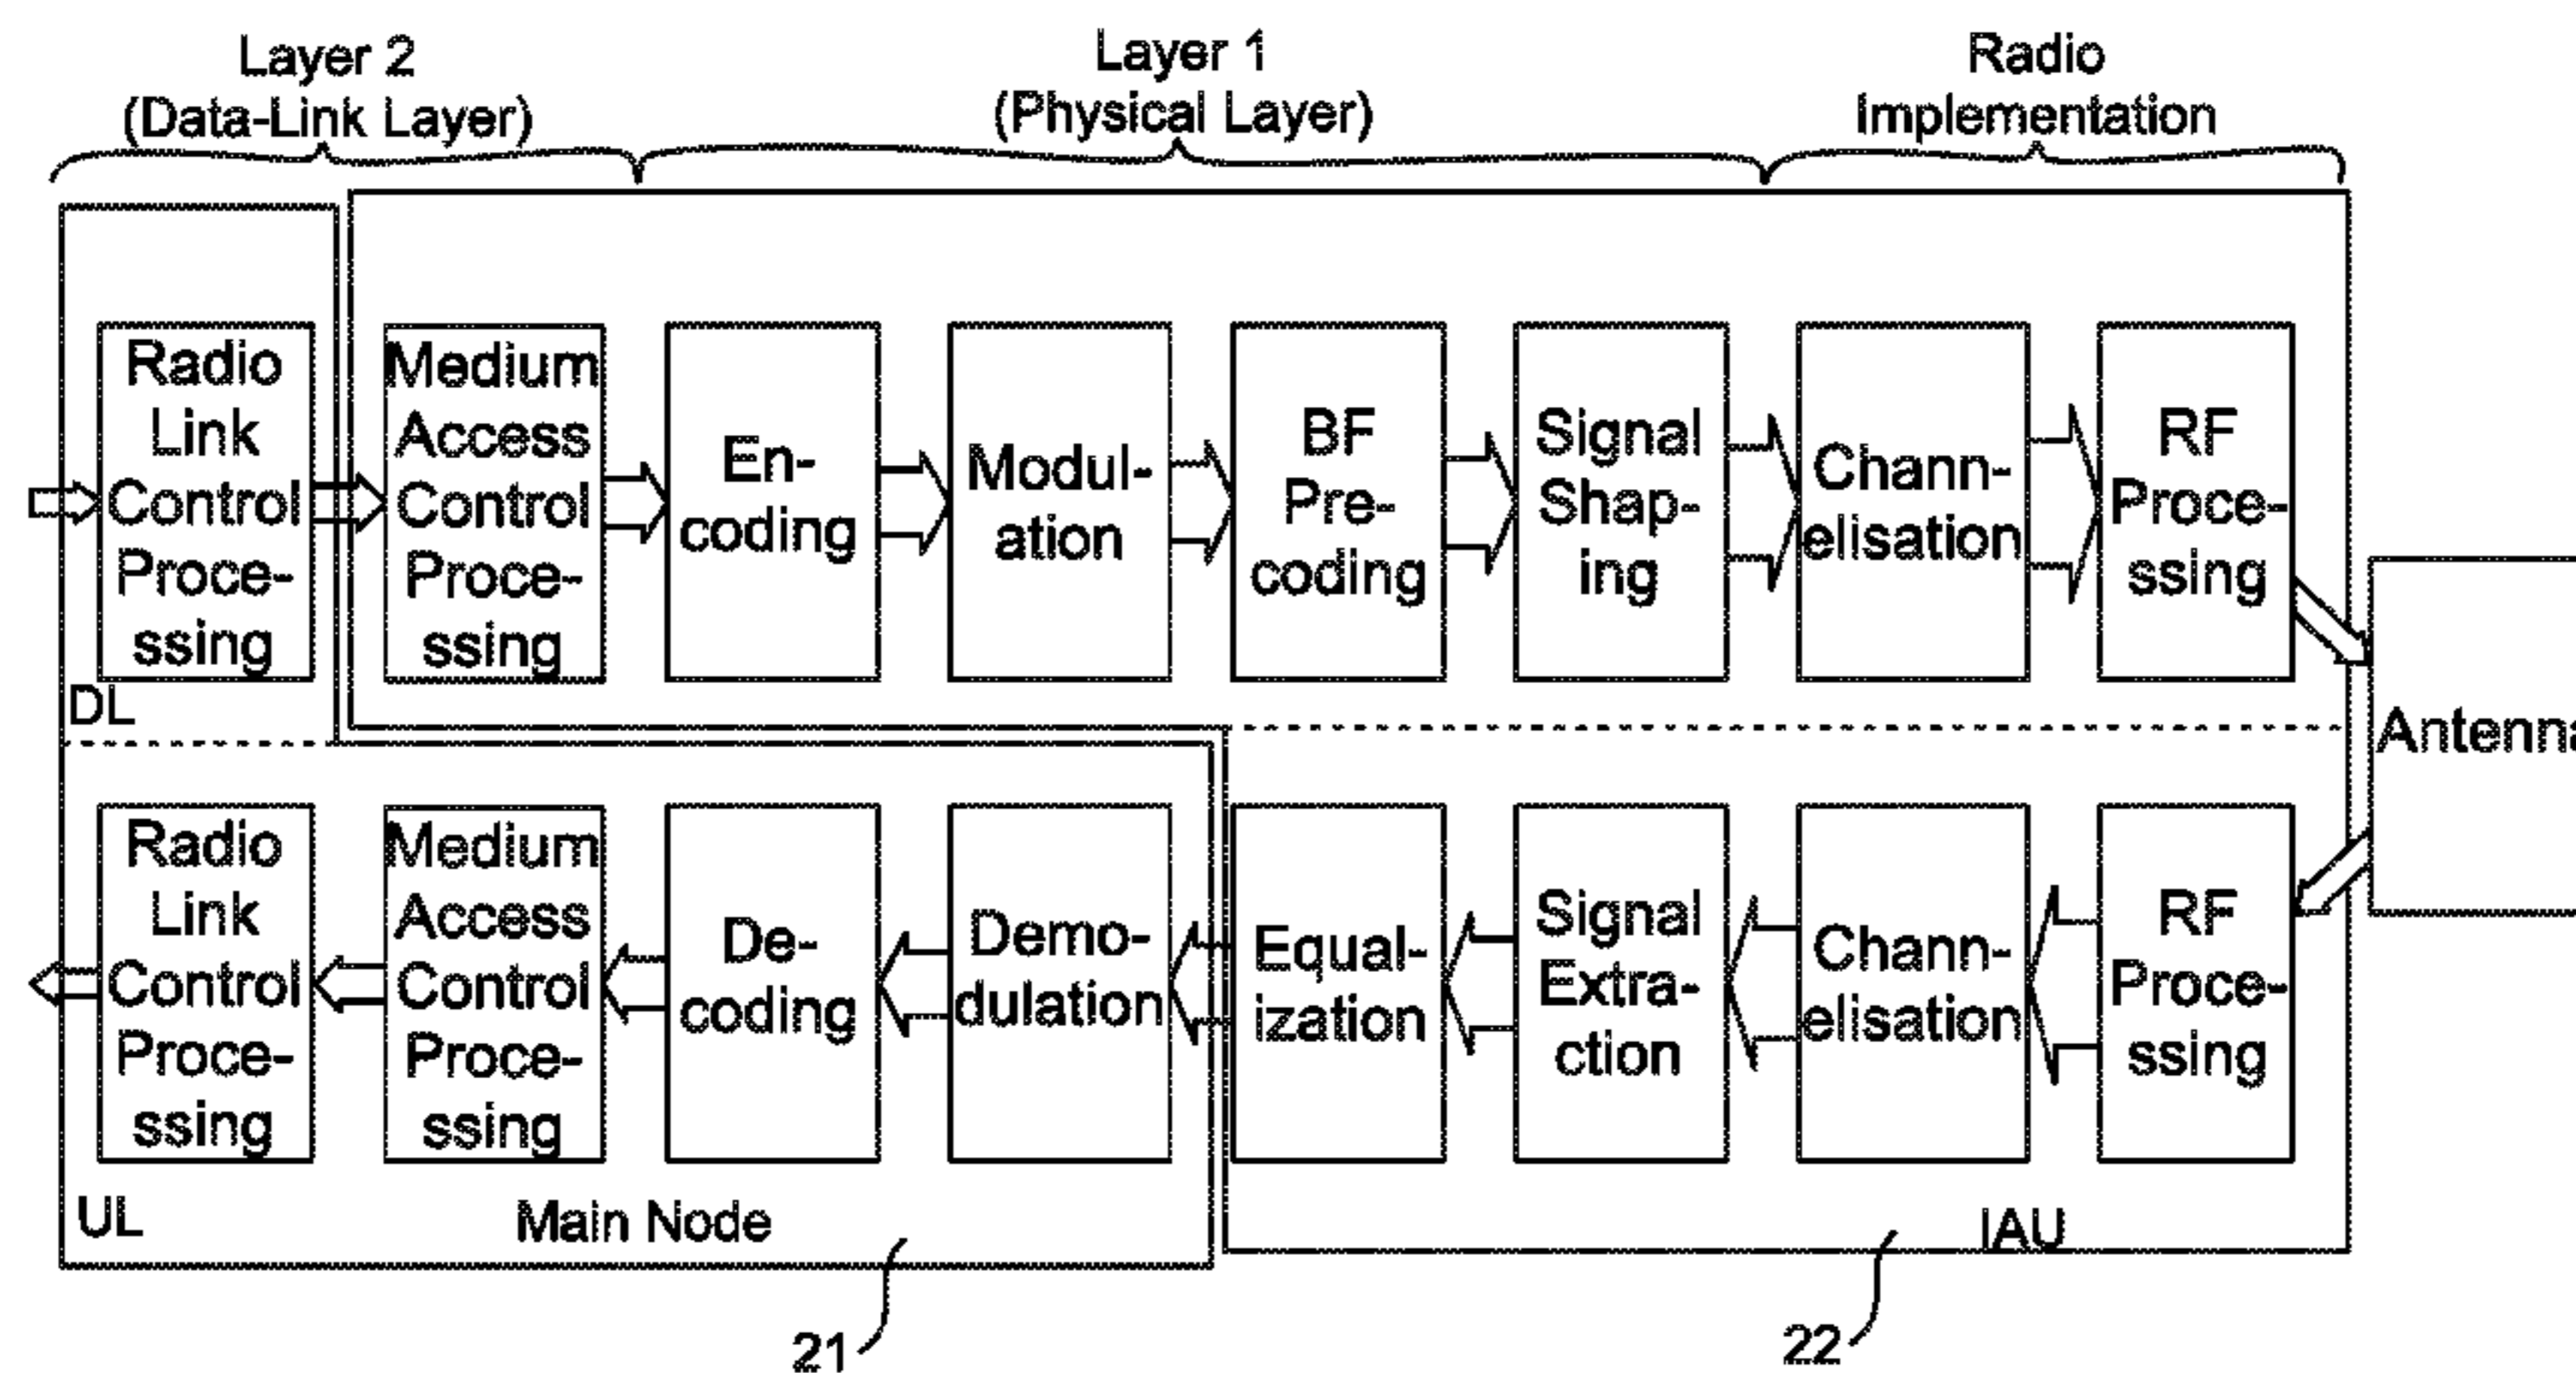 Layer 2
(Data-Link Layer)
Layer 1
(Physical Layer)
Radio
Implementation
Radio
Link
Control
Proce-
ssing
Medium
Access
Control
Proce-
ssing
En-
coding
Modul-
ation
BF
Pre-
coding
Signal
Shap-
ing
Chann-
elisation
RF
Proce-
ssing
DL
Antenna
Radio
Link
Control
Proce-
ssing
Medium
Access
Control
Proce-
ssing
De-
coding
Demo-
dulation
Equal-
ization
Signal
Extra-
ction
Chann-
elisation
RF
Proce-
ssing
UL
Main Node
IAU
21
22